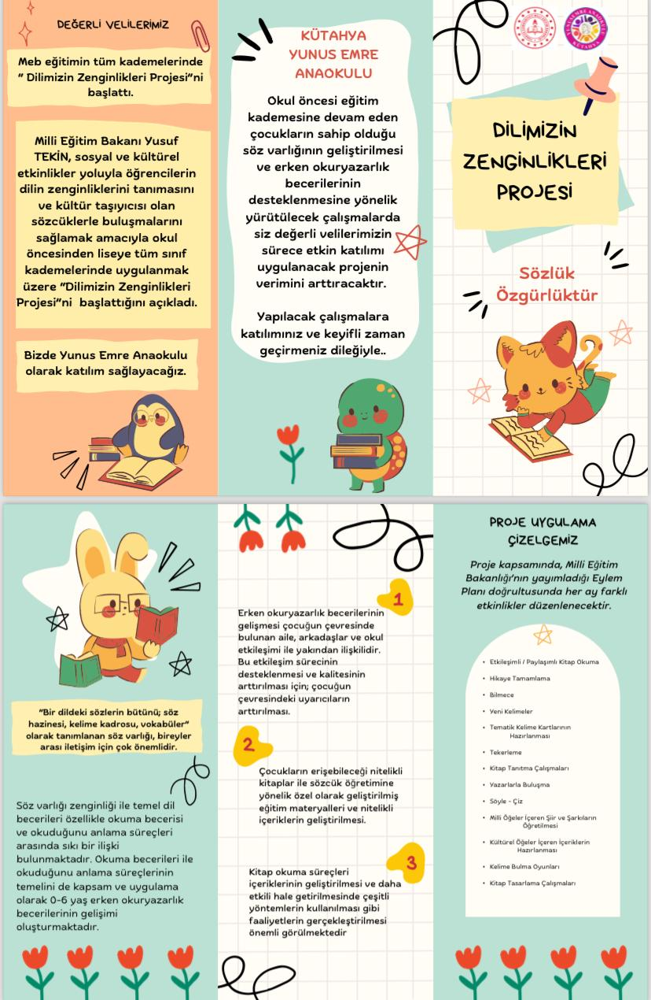 DEĞERLİ VELİLERİMİZ
Meb eğitimin tüm kademelerinde
“ Dilimizin Zenginlikleri Projesi”ni
başlattı.
Milli Eğitim Bakanı Yusuf
TEKİN, sosyal ve kültürel
etkinlikler yoluyla öğrencilerin
dilin zenginliklerini tanımasını
ve kültür taşıyıcısı olan
sözcüklerle buluşmalarını
sağlamak amacıyla okul
öncesinden liseye tüm sınıf
kademelerinde uygulanmak
üzere “Dilimizin Zenginlikleri
Projesi”ni başlattığını açıkladı.
Bizde Yunus Emre Anaokulu
olarak katılım sağlayacağız.
KÜTAHYA
YUNUS EMRE
ANAOKULU
Okul öncesi eğitim
kademesine devam eden
çocukların sahip olduğu
söz varlığının geliştirilmesi
ve erken okuryazarlık
becerilerinin
desteklenmesine yönelik
yürütülecek çalışmalarda
siz değerli velilerimizin
sürece etkin katılımı
uygulanacak projenin
verimini arttıracaktır.
Yapılacak çalışmalara
katılımınız ve keyifli zaman
geçirmeniz dileğiyle..
DİLİMİZİN
ZENGİNLİKLERİ
PROJESİ
Sözlük
Özgürlüktür
“Bir dildeki sözlerin bütünü; söz
hazinesi, kelime kadrosu, vokabüler”
olarak tanımlanan söz varlığı, bireyler
arası iletişim için çok önemlidir.
Söz varlığı zenginliği ile temel dil
becerileri özellikle okuma becerisi
ve okuduğunu anlama süreçleri
arasında sıkı bir ilişki
bulunmaktadır. Okuma becerileri ile
okuduğunu anlama süreçlerinin
temelini de kapsam ve uygulama
olarak 0-6 yaş erken okuryazarlık
becerilerinin gelişimi
oluşturmaktadır.
1
Erken okuryazarlık becerilerinin
gelişmesi çocuğun çevresinde
bulunan aile, arkadaşlar ve okul
etkileşimi ile yakından ilişkilidir.
Bu etkileşim sürecinin
desteklenmesi ve kalitesinin
arttırılması için; çocuğun
çevresindeki uyarıcıların
arttırılması.
2
Çocukların erişebileceği nitelikli
kitaplar ile sözcük öğretimine
yönelik özel olarak geliştirilmiş
eğitim materyalleri ve nitelikli
içeriklerin geliştirilmesi.
3
Kitap okuma süreçleri
içeriklerinin geliştirilmesi ve daha
etkili hale getirilmesinde çeşitli
yöntemlerin kullanılması gibi
faaliyetlerin gerçekleştirilmesi
önemli görülmektedir
PROJE UYGULAMA
ÇİZELGEMİZ
Proje kapsamında, Milli Eğitim
Bakanlığı’nın yayımladığı Eylem
Planı doğrultusunda her ay farklı
etkinlikler düzenlenecektir.
• Etkileşimli / Paylaşımlı Kitap Okuma
• Hikaye Tamamlama
• Bilmece
• Yeni Kelimeler
• Tematik Kelime Kartlarının
Hazırlanması
• Tekerleme
• Kitap Tanıtma Çalışmaları
• Yazarlarla Buluşma
• Söyle - Çiz
• Milli Öğeler İçeren Şiir ve Şarkıların
Öğretilmesi
• Kültürel Öğeler İçeren İçeriklerin
Hazırlanması
• Kelime Bulma Oyunları
• Kitap Tasarlama Çalışmaları